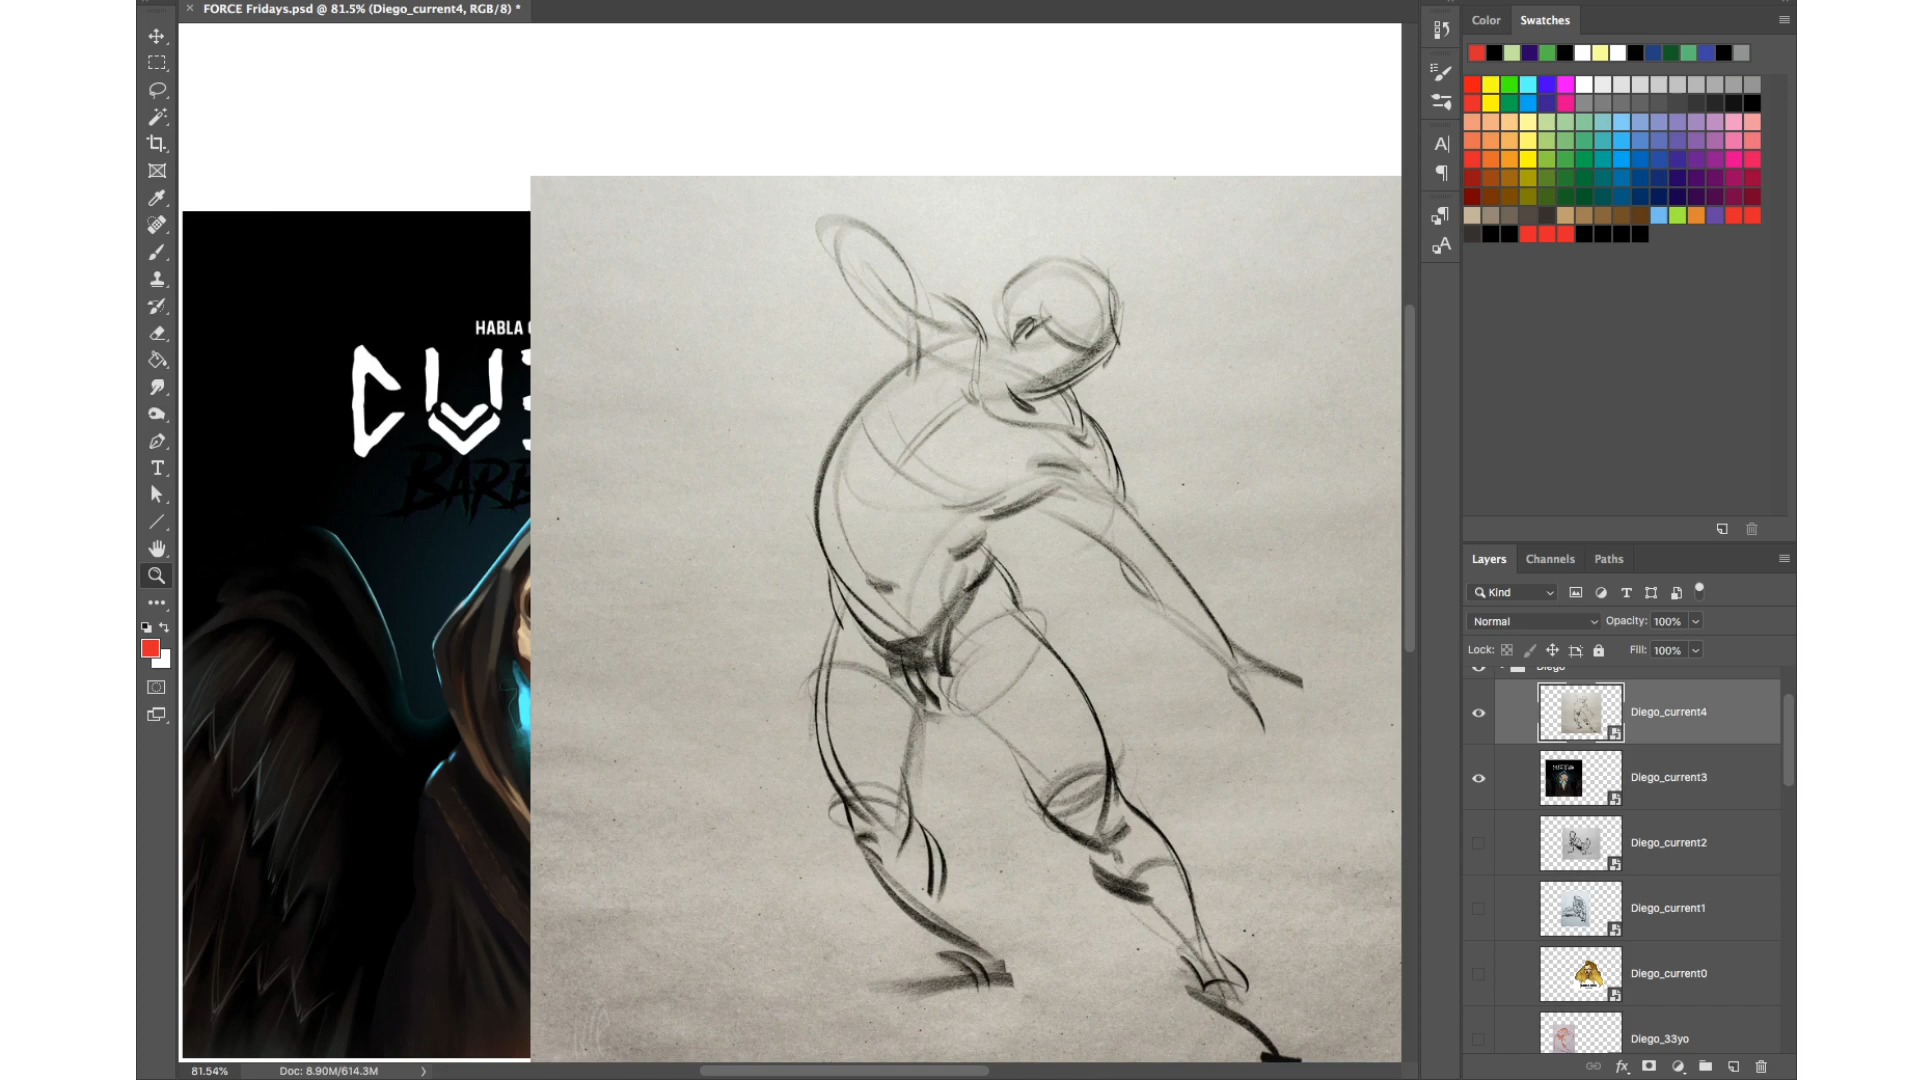 × FORCE Fridays.psd @ 81.5% (Diego_current4, RGB/8) *
Color Swatches
HABLA
Layers Channels Paths
Kind
Normal Opacity: 100%
Lock: Fill: 100%
Diego
Diego_current4
Diego_current3
Diego_current2
Diego_current1
Diego_current0
Diego_33yo
81.54% Doc: 8.90M/614.3M